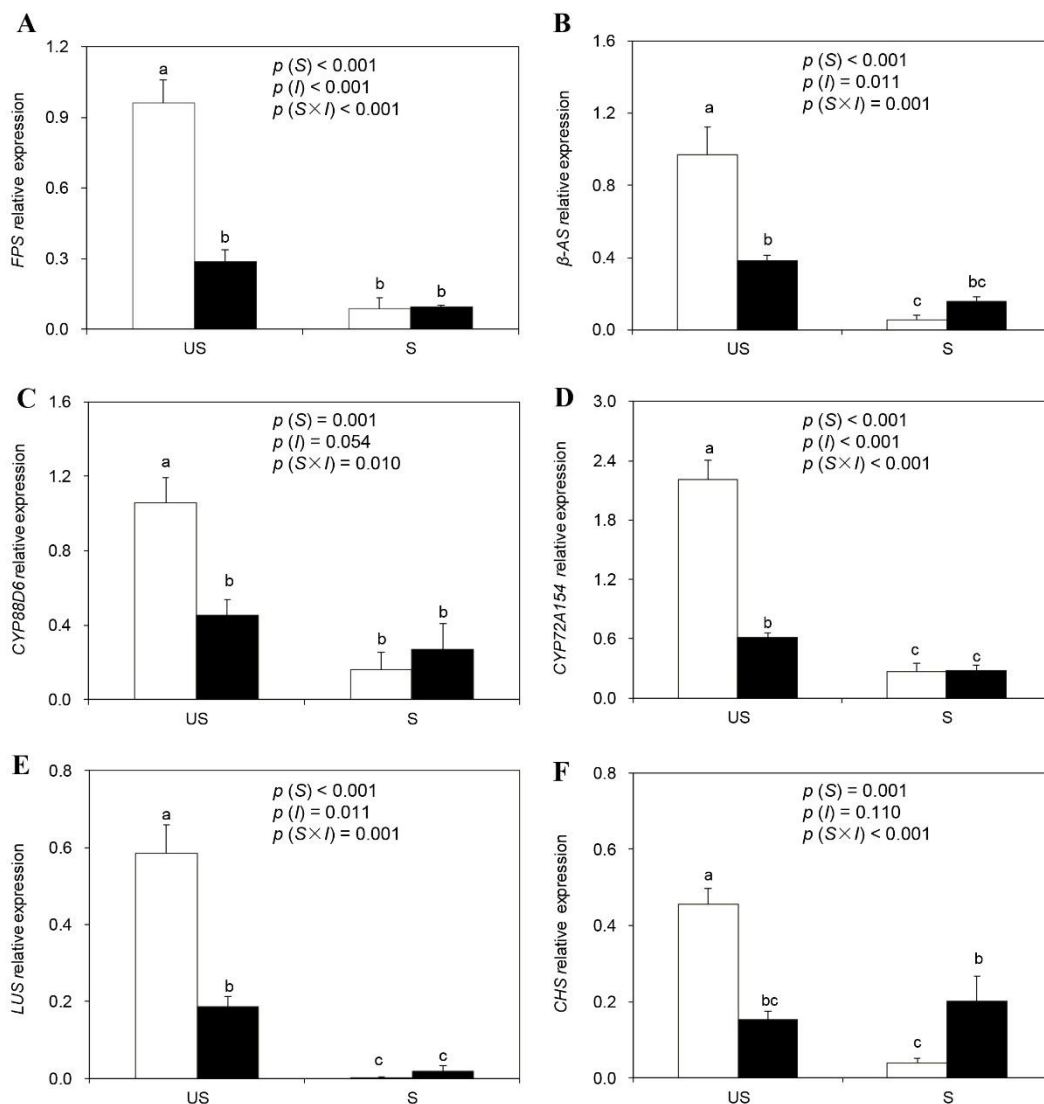 A
FPS relative expression
1.2
0.9
0.6
0.3
0.0
a
b
b
b
p (S) < 0.001
p (I) < 0.001
p (S×I) < 0.001
US
S
B
β-AS relative expression
1.6
1.2
0.8
0.4
0.0
a
b
c
bc
p (S) < 0.001
p (I) = 0.011
p (S×I) = 0.001
US
S
C
CYP88D6 relative expression
1.6
1.2
0.8
0.4
0.0
a
b
b
b
p (S) = 0.001
p (I) = 0.054
p (S×I) = 0.010
US
S
D
CYP72A154 relative expression
3.0
2.4
1.8
1.2
0.6
0.0
a
b
c
c
p (S) < 0.001
p (I) < 0.001
p (S×I) < 0.001
US
S
E
LUS relative expression
0.8
0.6
0.4
0.2
0.0
a
b
c
c
p (S) < 0.001
p (I) = 0.011
p (S×I) = 0.001
US
S
F
CHS relative expression
0.8
0.6
0.4
0.2
0.0
a
bc
c
b
p (S) = 0.001
p (I) = 0.110
p (S×I) < 0.001
US
S